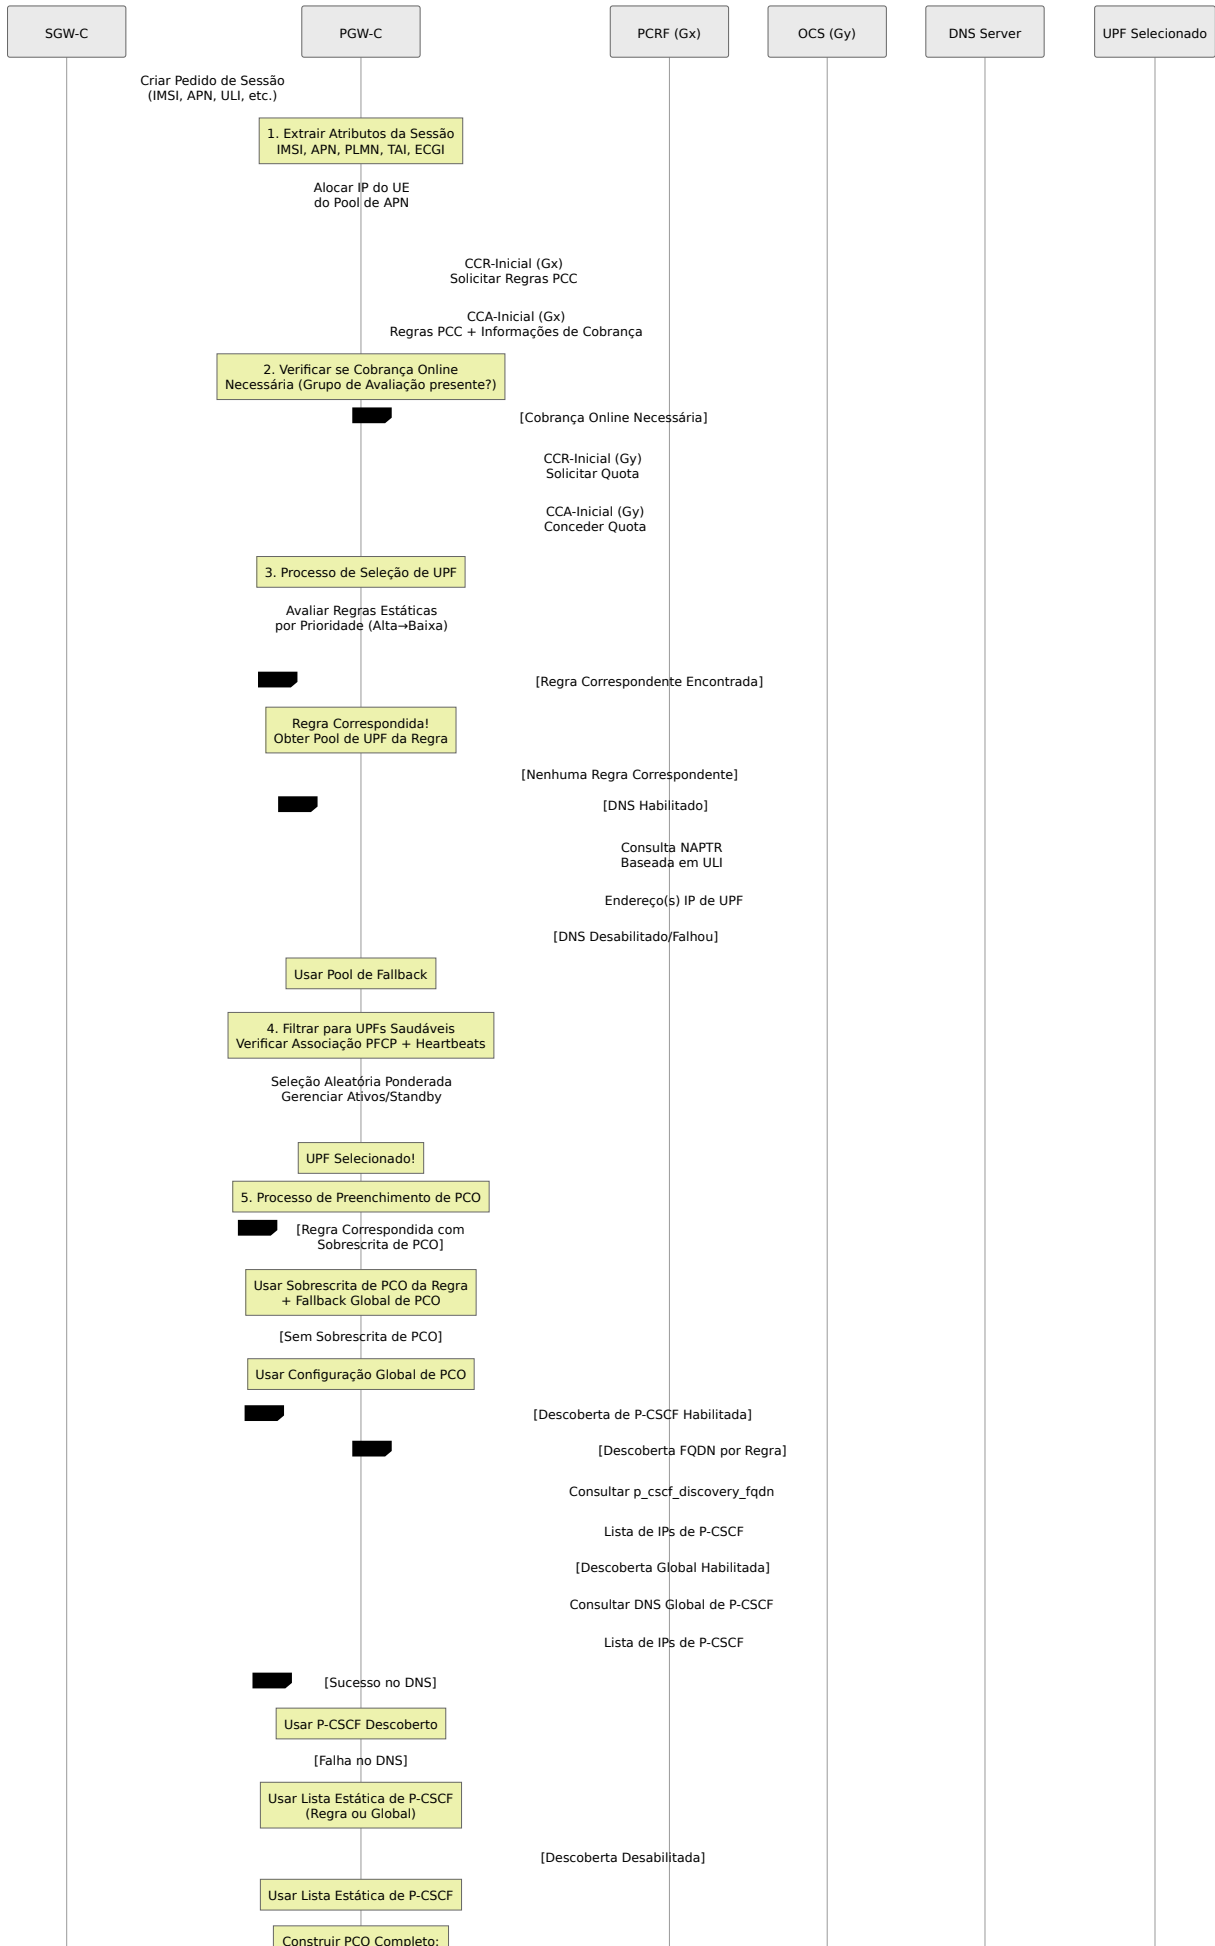 SGW-C
PGW-C
PCRF (Gx)
OCS (Gy)
DNS Server
UPF Selecionado
Criar Pedido de Sessão
(IMSI, APN, ULI, etc.)
1. Extrair Atributos da Sessão
IMSI, APN, PLMN, TAI, ECGI
Alocar IP do UE
do Pool de APN
CCR-Inicial (Gx)
Solicitar Regras PCC
CCA-Inicial (Gx)
Regras PCC + Informações de Cobrança
2. Verificar se Cobrança Online
Necessária (Grupo de Avaliação presente?)
[Cobrança Online Necessária]
CCR-Inicial (Gy)
Solicitar Quota
CCA-Inicial (Gy)
Conceder Quota
3. Processo de Seleção de UPF
Avaliar Regras Estáticas
por Prioridade (Alta→Baixa)
[Regra Correspondente Encontrada]
Regra Correspondida!
Obter Pool de UPF da Regra
[Nenhuma Regra Correspondente]
[DNS Habilitado]
Consulta NAPTR
Baseada em ULI
Endereço(s) IP de UPF
[DNS Desabilitado/Falhou]
Usar Pool de Fallback
4. Filtrar para UPFs Saudáveis
Verificar Associação PFCP + Heartbeats
Seleção Aleatória Ponderada
Gerenciar Ativos/Standby
UPF Selecionado!
5. Processo de Preenchimento de PCO
[Regra Correspondida com
Sobrescrita de PCO]
Usar Sobrescrita de PCO da Regra
+ Fallback Global de PCO
[Sem Sobrescrita de PCO]
Usar Configuração Global de PCO
[Descoberta de P-CSCF Habilitada]
[Descoberta FQDN por Regra]
Consultar p_cscf_discovery_fqdn
Lista de IPs de P-CSCF
[Descoberta Global Habilitada]
Consultar DNS Global de P-CSCF
Lista de IPs de P-CSCF
[Sucesso no DNS]
Usar P-CSCF Descoberto
[Falha no DNS]
Usar Lista Estática de P-CSCF
(Regra ou Global)
[Descoberta Desabilitada]
Usar Lista Estática de P-CSCF
Construir PCO Completo: